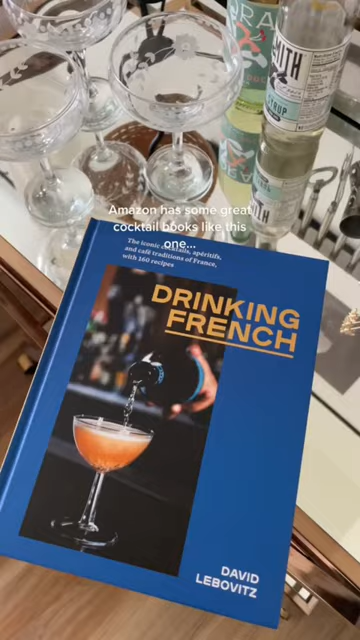 Amazon has some great
cocktail books like this
one...
The iconic cocktails, apéritifs,
and café traditions of France,
with 160 recipes
DRINKING
FRENCH
DAVID
LEBOVITZ
SYRUP